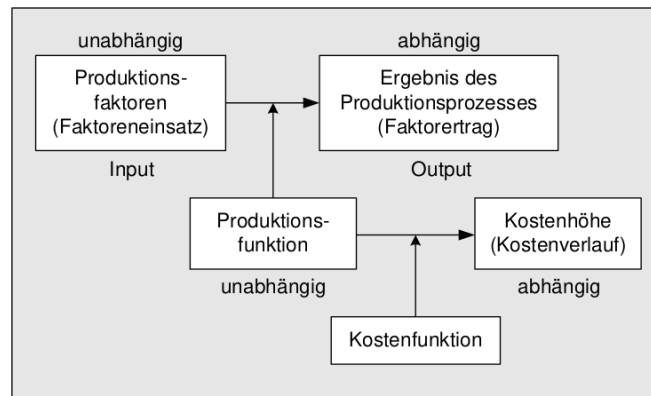 unabhängig
abhängig
Produktions-
faktoren
(Faktoreneinsatz)
Ergebnis des
Produktionsprozesses
(Faktorertrag)
Input
Output
Produktions-
funktion
Kostenhöhe
(Kostenverlauf)
unabhängig
abhängig
Kostenfunktion